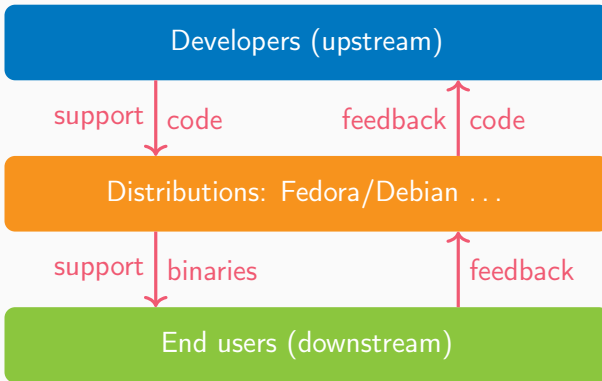 Developers (upstream)
support code feedback code
Distributions: Fedora/Debian ...
support binaries feedback
End users (downstream)